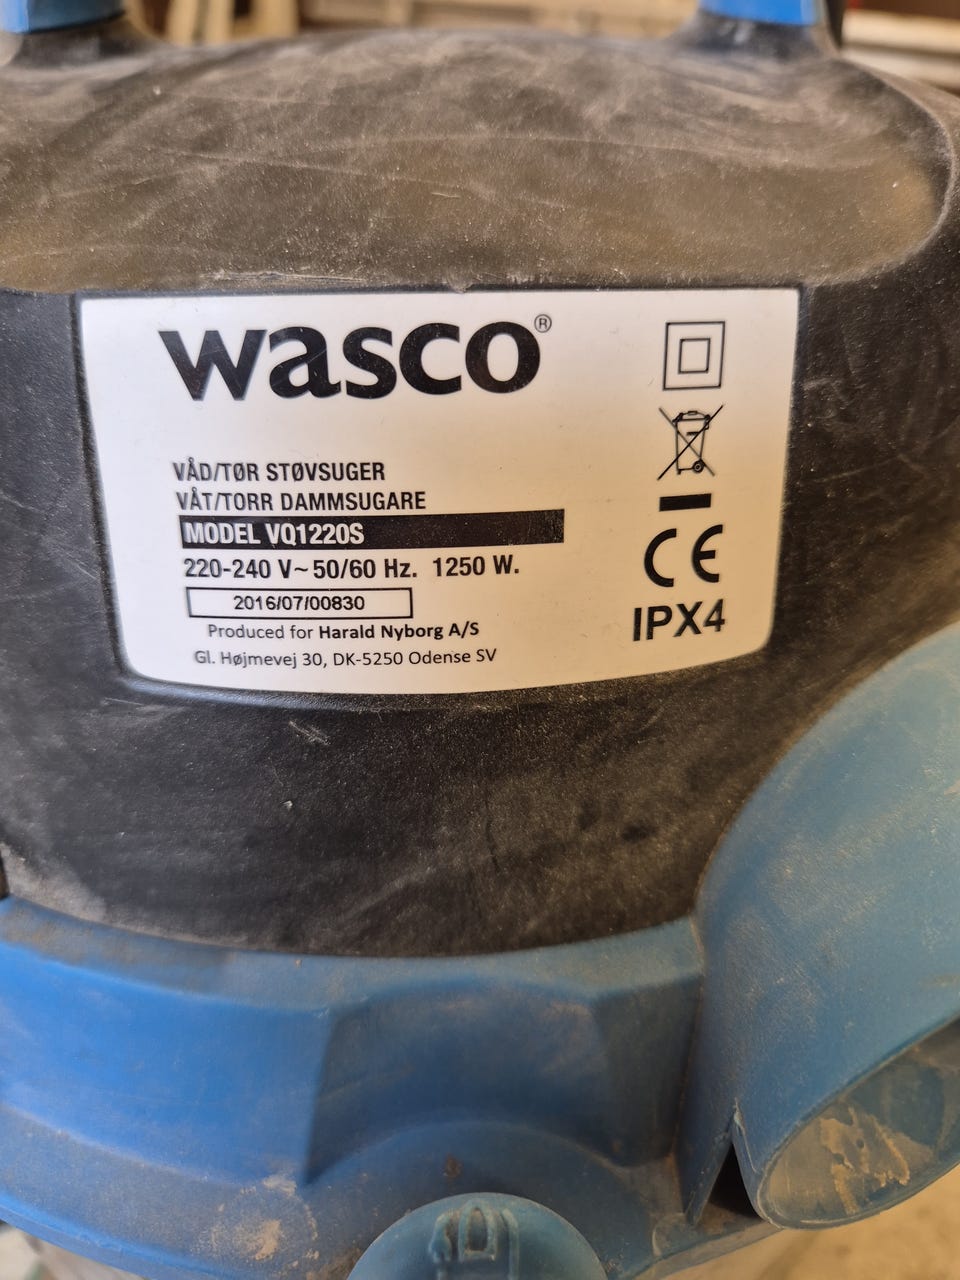 wasco®
VÅD/TØR STØVSUGER
VÅT/TORR DAMMSUGARE
MODEL VQ1220S
220-240 V~50/60 Hz. 1250 W.
2016/07/00830
Produced for Harald Nyborg A/S
Gl. Højmevej 30, DK-5250 Odense SV
CE
IPX4